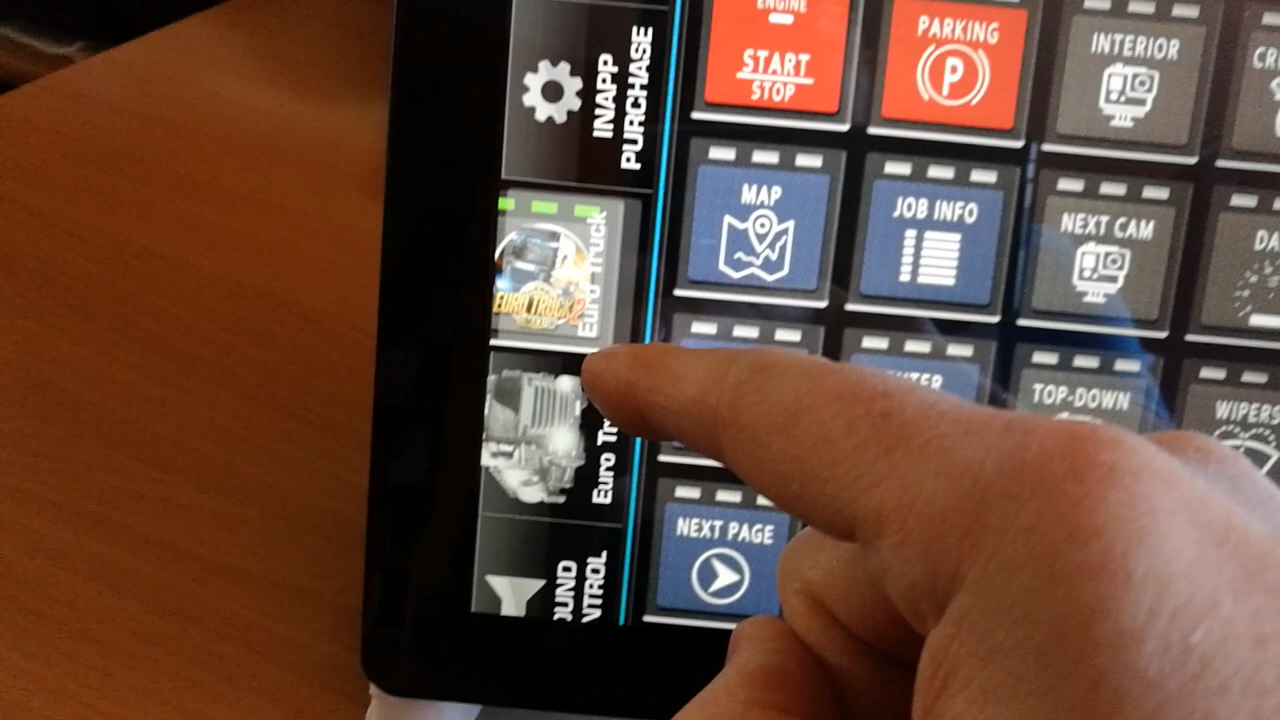 INAPP
PURCHASE
Euro Truck
EURO TRUCK 2
Euro
ENGINE
START
STOP
PARKING
P
INTERIOR
MAP
JOB INFO
NEXT CAM
TOP-DOWN
WIPERS
NEXT PAGE